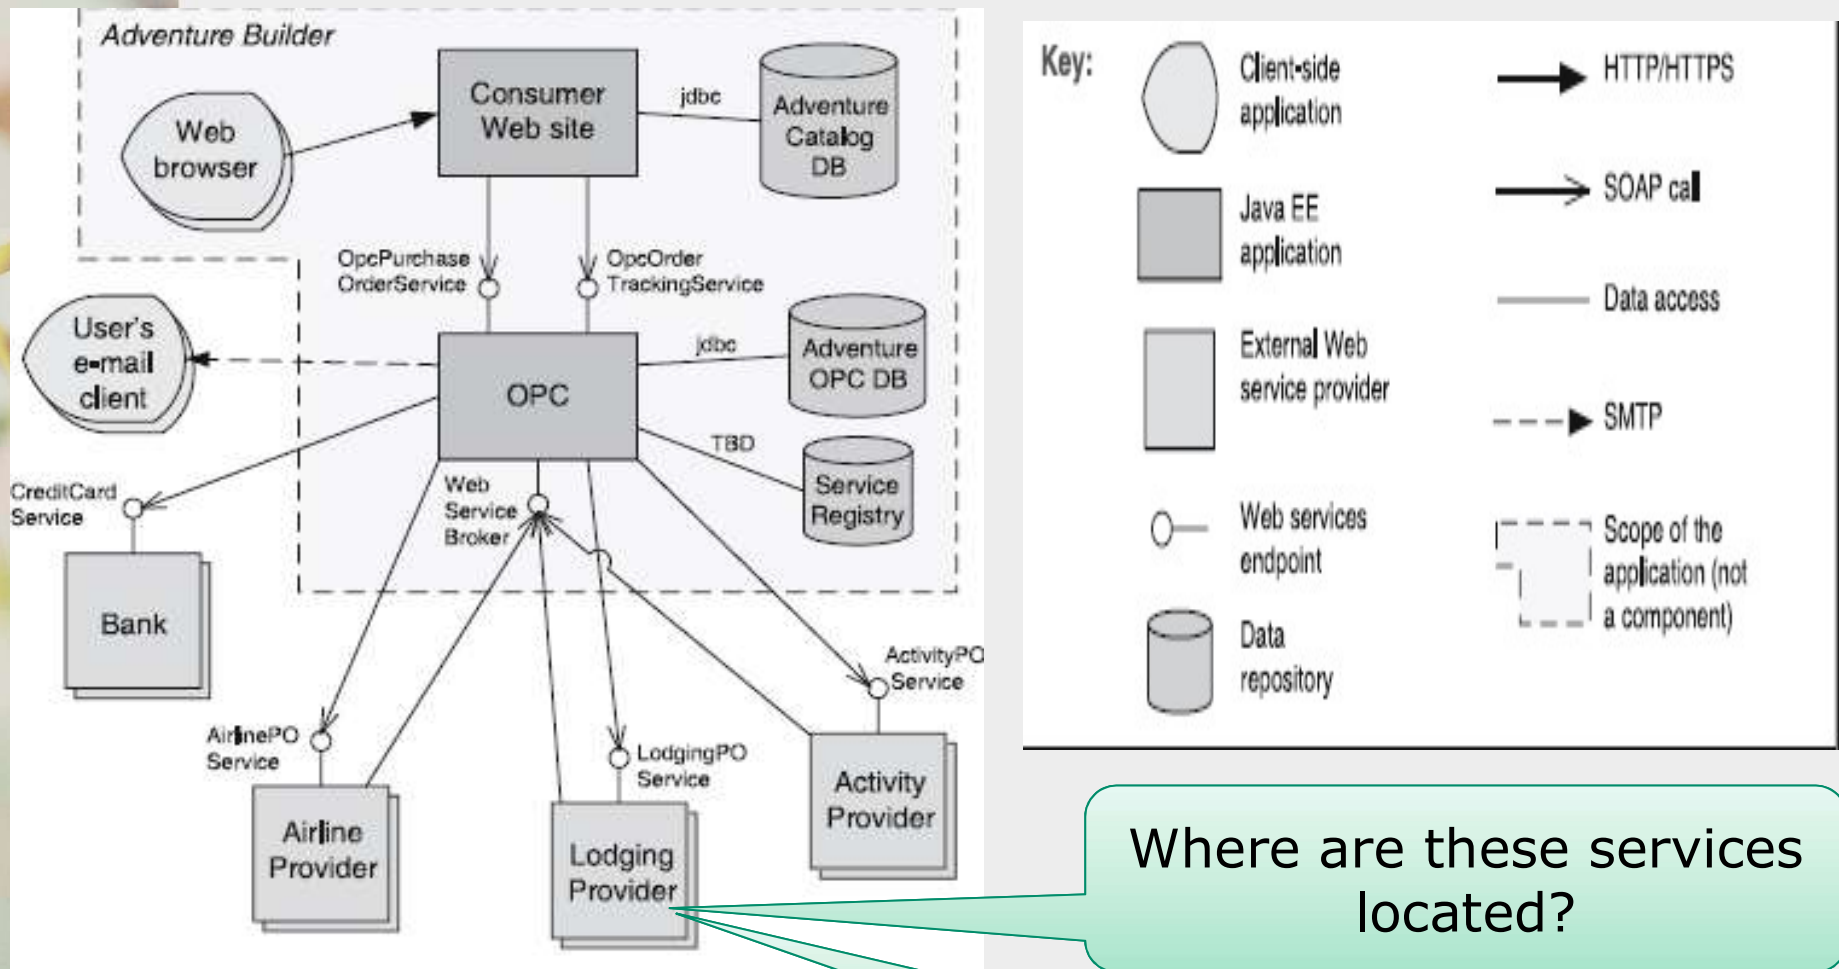 Adventure Builder
Web
browser
Consumer
Web site
jdbc
Adventure
Catalog
DB
OpcPurchase
OrderService
OpcOrder
TrackingService
User's
e-mail
client
OPC
jdbc
Adventure
OPC DB
TBD
Service
Registry
CreditCard
Service
Web
Service
Broker
Bank
AirlinePO
Service
LodgingPO
Service
ActivityPO
Service
Airline
Provider
Lodging
Provider
Activity
Provider
Key:
Client-side
application
Java EE
application
External Web
service provider
Web services
endpoint
Data
repository
HTTP/HTTPS
SOAP call
Data access
SMTP
Scope of the
application (not
a component)
Where are these services
located?